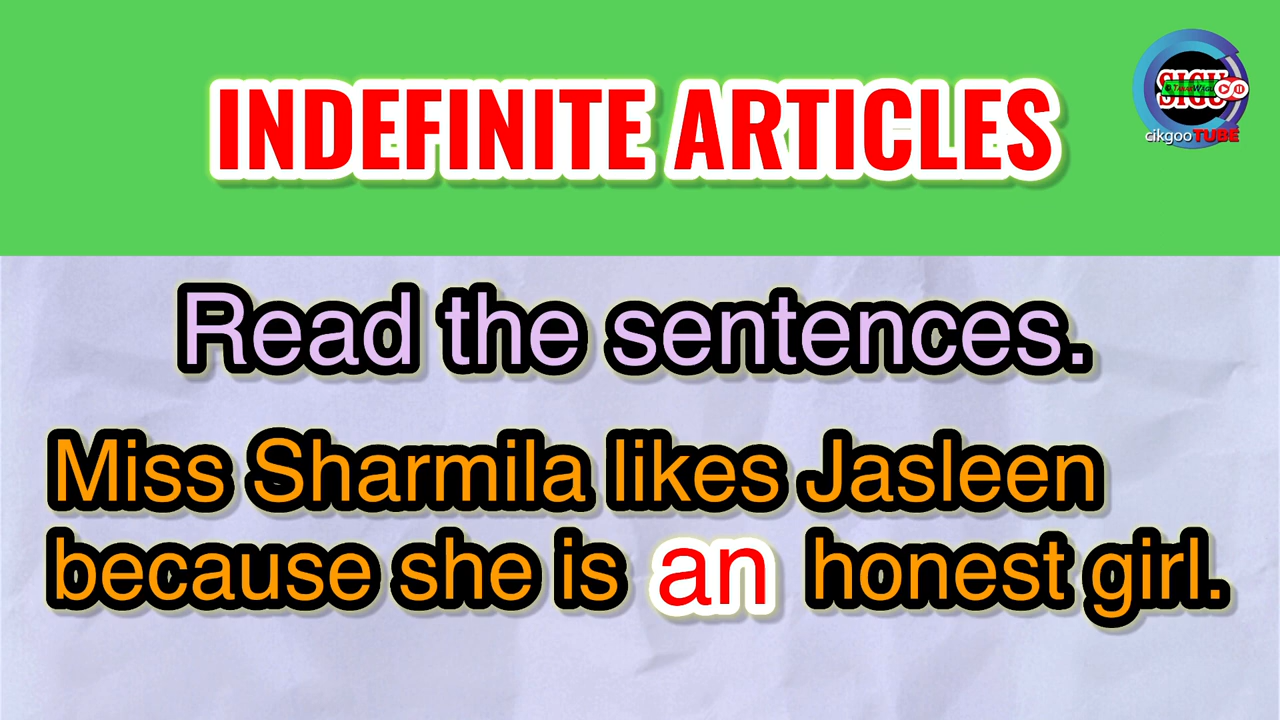 INDEFINITE ARTICLES
cikgooTUBE
Read the sentences.
Miss Sharmila likes Jasleen
because she is an honest girl.